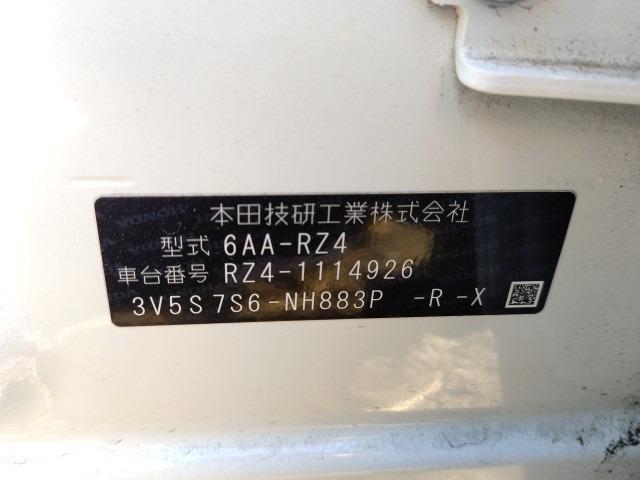 本田技研工業株式会社
型式 6AA-RZ4
車台番号 RZ4-1114926
3V5S7S6-NH883P -R -X